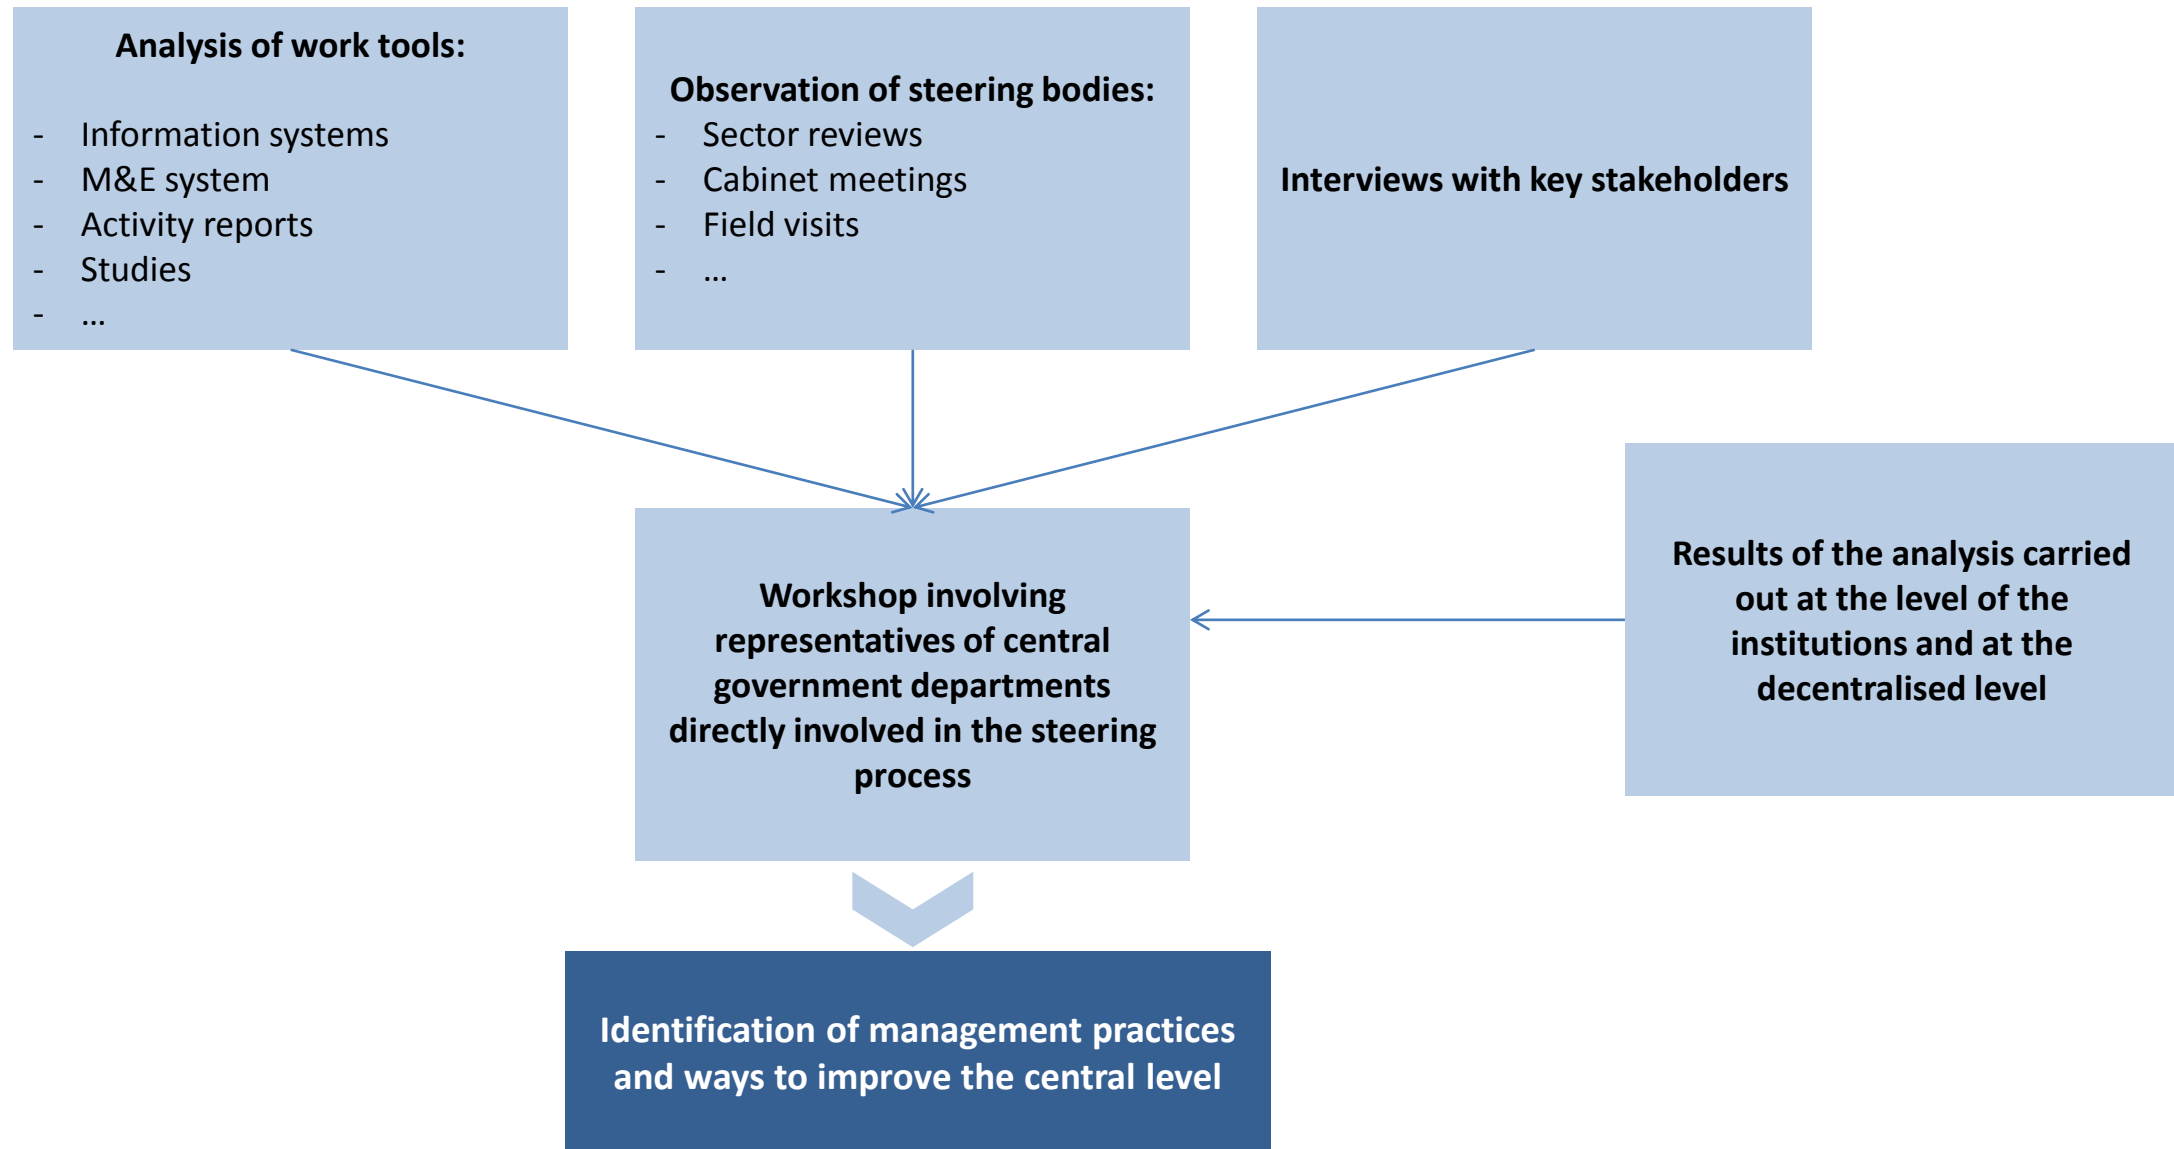 Analysis of work tools:
- Information systems
- M&E system
- Activity reports
- Studies
- …
Observation of steering bodies:
- Sector reviews
- Cabinet meetings
- Field visits
- …
Interviews with key stakeholders
Workshop involving
representatives of central
government departments
directly involved in the steering
process
Results of the analysis carried
out at the level of the
institutions and at the
decentralised level
Identification of management practices
and ways to improve the central level